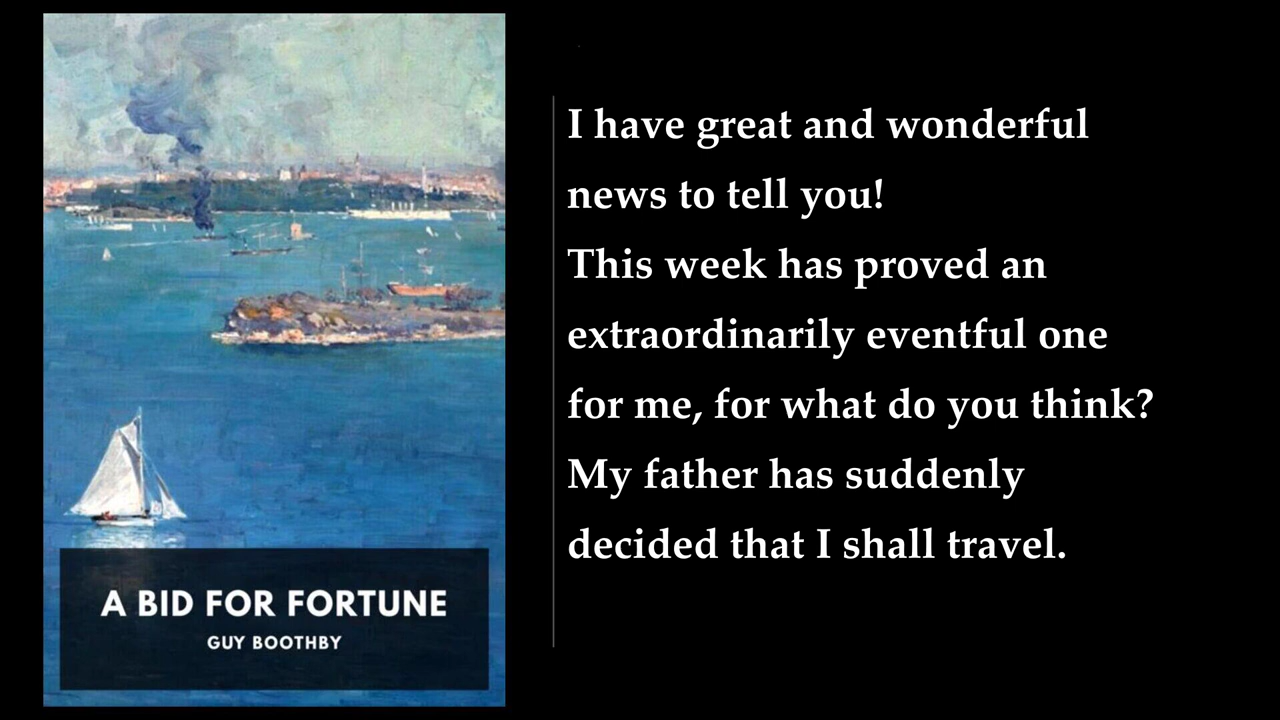 A BID FOR FORTUNE
GUY BOOTHBY
I have great and wonderful
news to tell you!
This week has proved an
extraordinarily eventful one
for me, for what do you think?
My father has suddenly
decided that I shall travel.